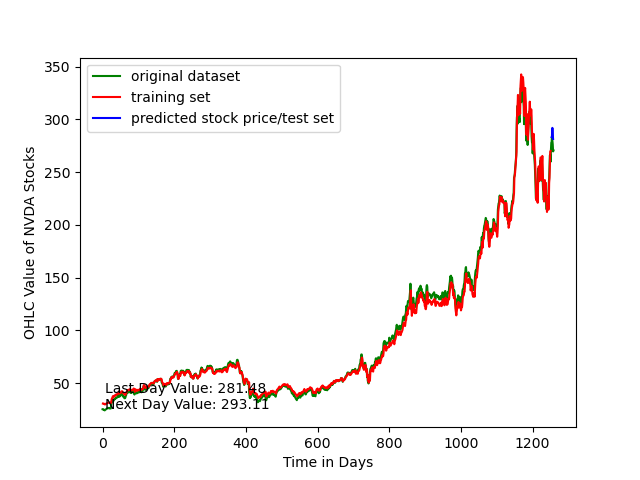 original dataset
training set
predicted stock price/test set
OHLC Value of NVDA Stocks
350
300
250
200
150
100
50
Last Day Value: 281.48
Next Day Value: 293.11
0 200 400 600 800 1000 1200
Time in Days